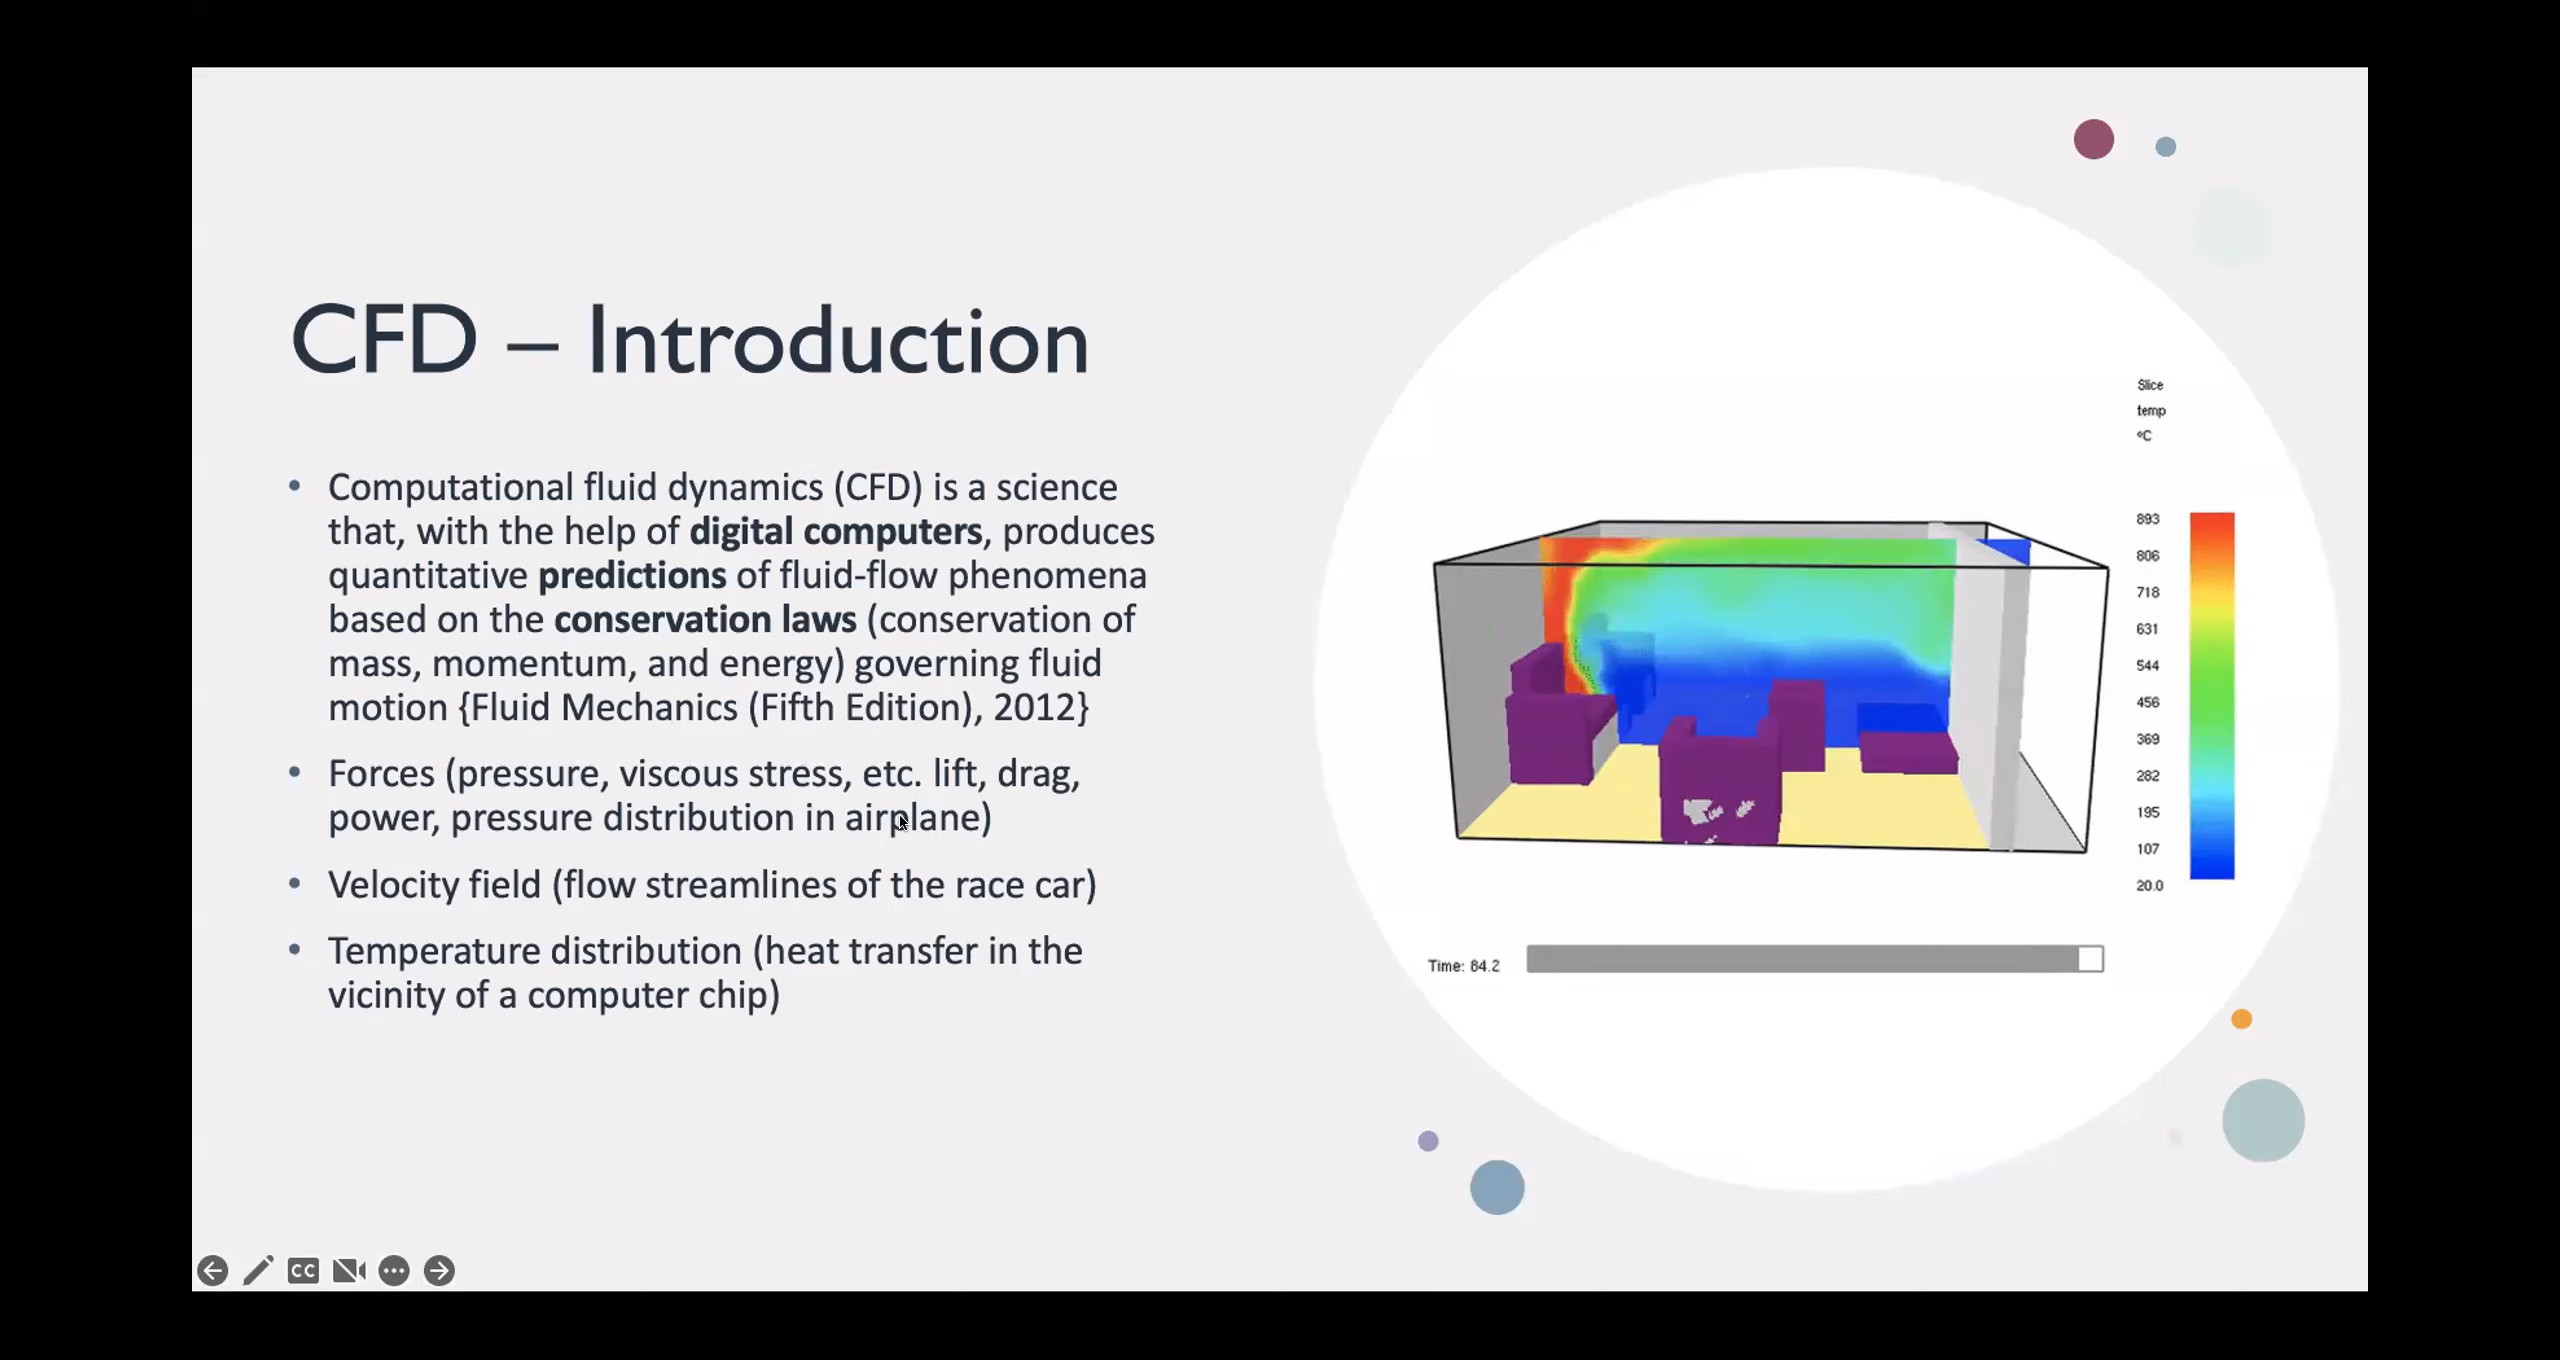 CFD – Introduction
• Computational fluid dynamics (CFD) is a science
that, with the help of digital computers, produces
quantitative predictions of fluid-flow phenomena
based on the conservation laws (conservation of
mass, momentum, and energy) governing fluid
motion {Fluid Mechanics (Fifth Edition), 2012}
• Forces (pressure, viscous stress, etc. lift, drag,
power, pressure distribution in airplane)
• Velocity field (flow streamlines of the race car)
• Temperature distribution (heat transfer in the
vicinity of a computer chip)
Slice
temp
ºC
893
806
718
631
544
456
369
282
195
107
20.0
Time: 84.2
CC